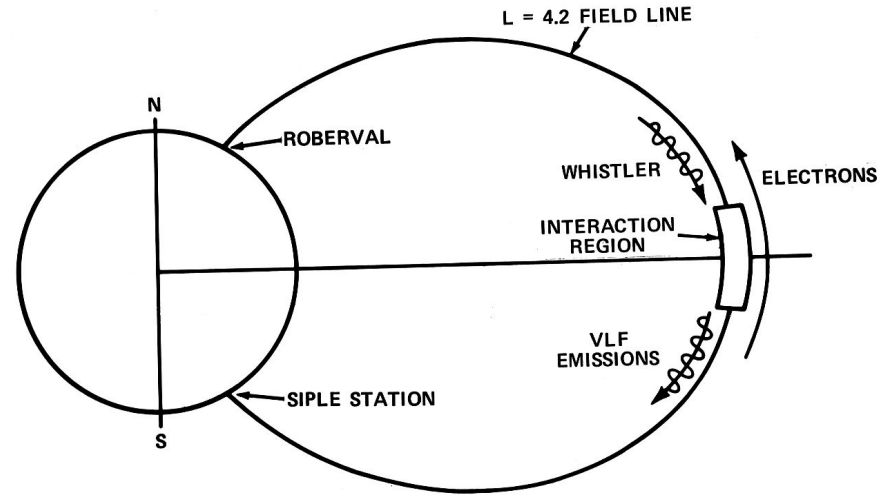 L = 4.2 FIELD LINE
N
ROBERVAL
WHISTLER
ELECTRONS
INTERACTION
REGION
VLF
EMISSIONS
SIPLE STATION
S